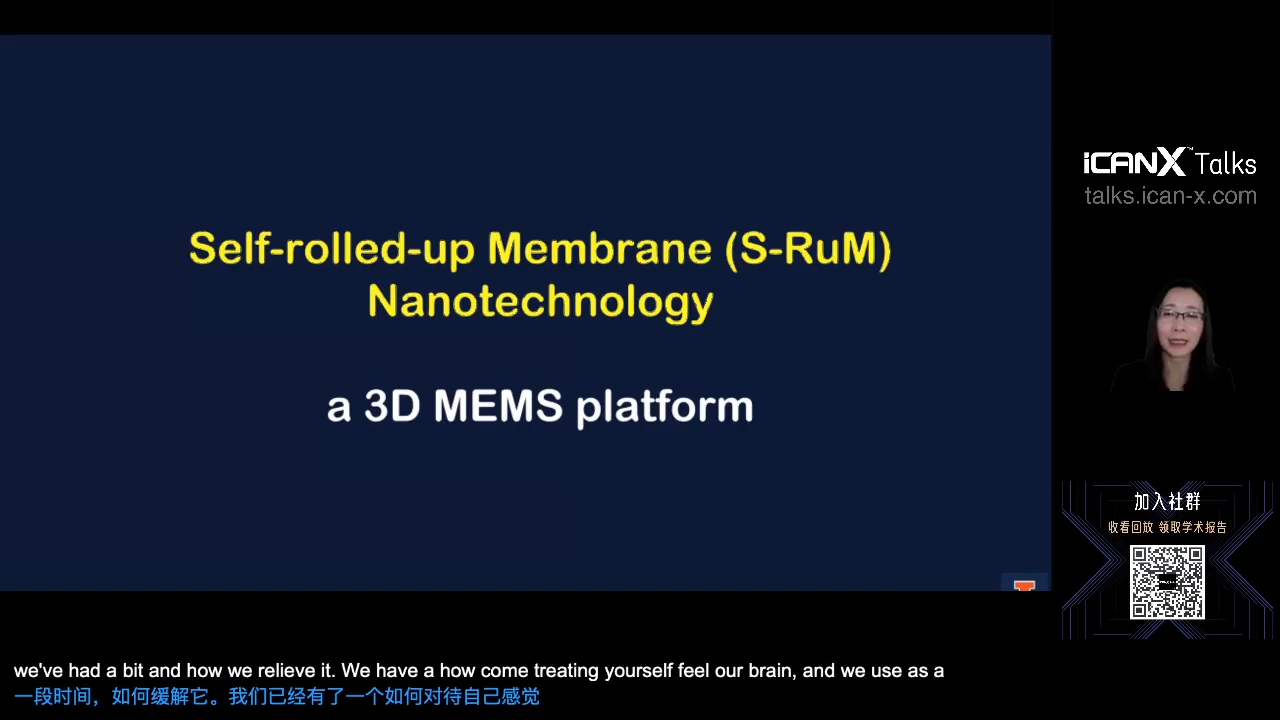 Self-rolled-up Membrane (S-RuM)
Nanotechnology
a 3D MEMS platform
iCANX™ Talks
talks.ican-x.com
加入社群
收看回放 领取学术报告
we've had a bit and how we relieve it. We have a how come treating yourself feel our brain, and we use as a
一段时间，如何缓解它。我们已经有了一个如何对待自己感觉